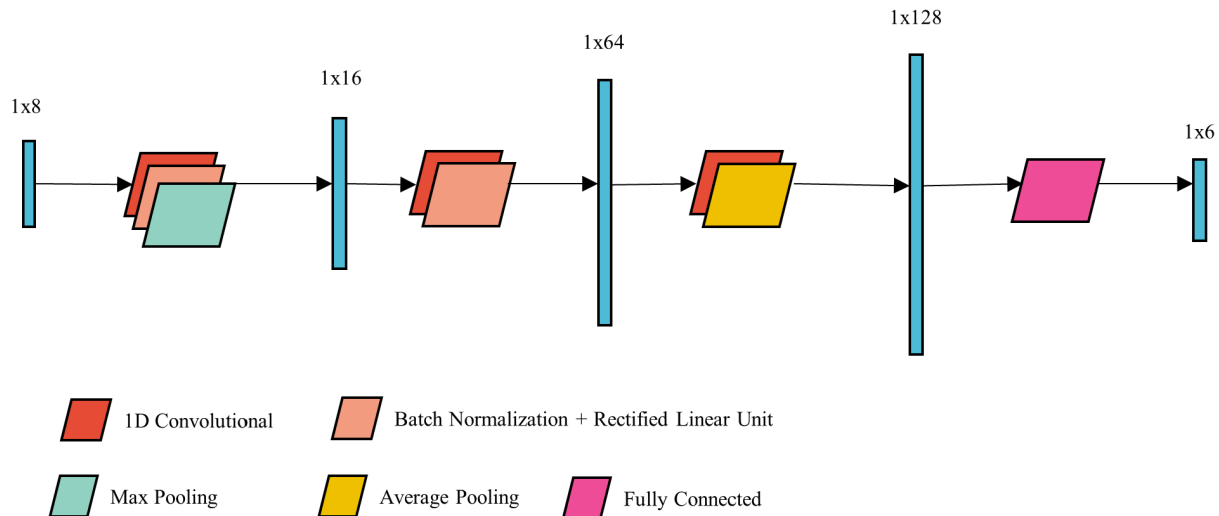 1x8
1x16
1x64
1x128
1x6
1D Convolutional
Batch Normalization + Rectified Linear Unit
Max Pooling
Average Pooling
Fully Connected